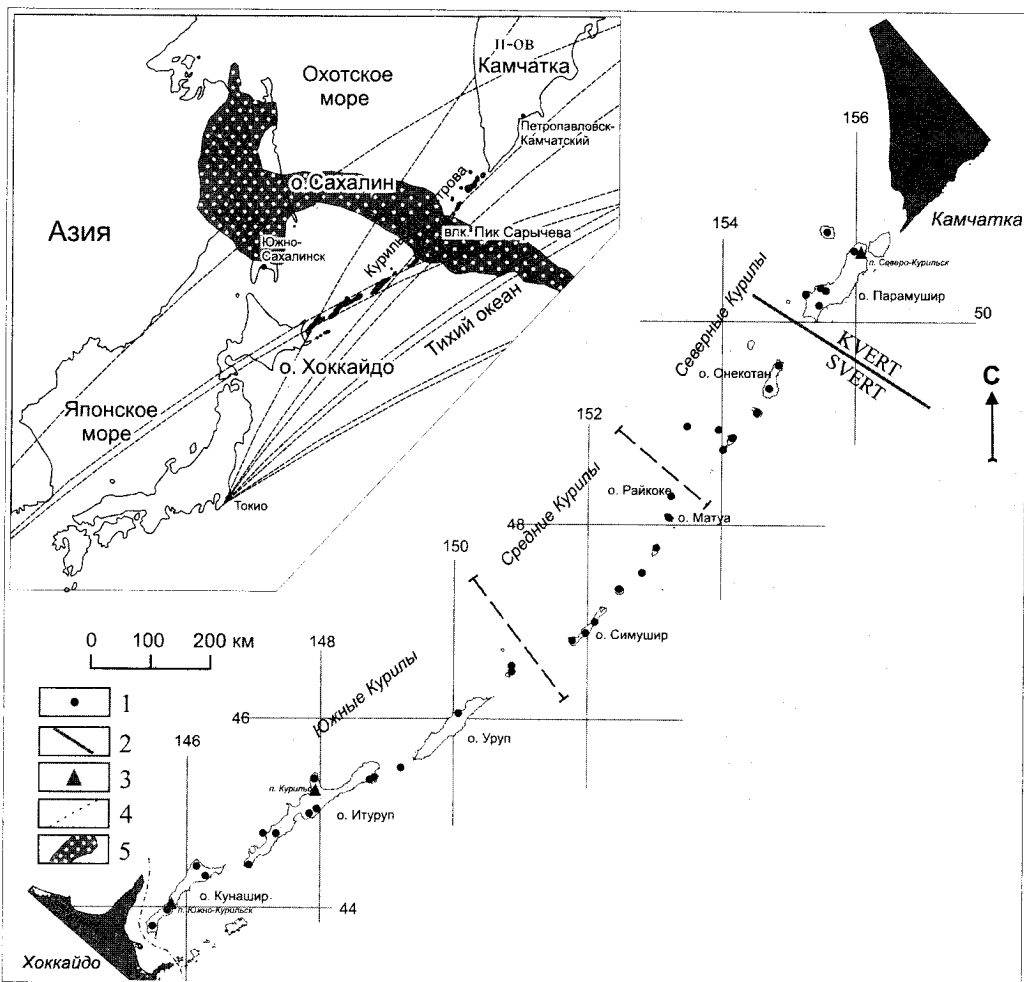 Охотское
море
п-ов
Камчатка
Петропавловск-
Камчатский
о.Сахалин
Азия
влк. Пик Сарычева
Южно-
Сахалинск
Тихий океан
о. Хоккайдо
Японское
море
Токио
156
Камчатка
154
п. Северо-Курильск
о. Парамушир
Северные Курилы
50
KVERT
SVERT
о. Онекотан
С
152
о. Райкоке
о. Матуа
Средние Курилы
48
150
о. Симушир
0 100 200 км
148
Южные Курилы
46
о. Уруп
146
1
2
3
4
5
о. Итуруп
о. Кунашир
п. Южно-Курильск
44
Хоккайдо